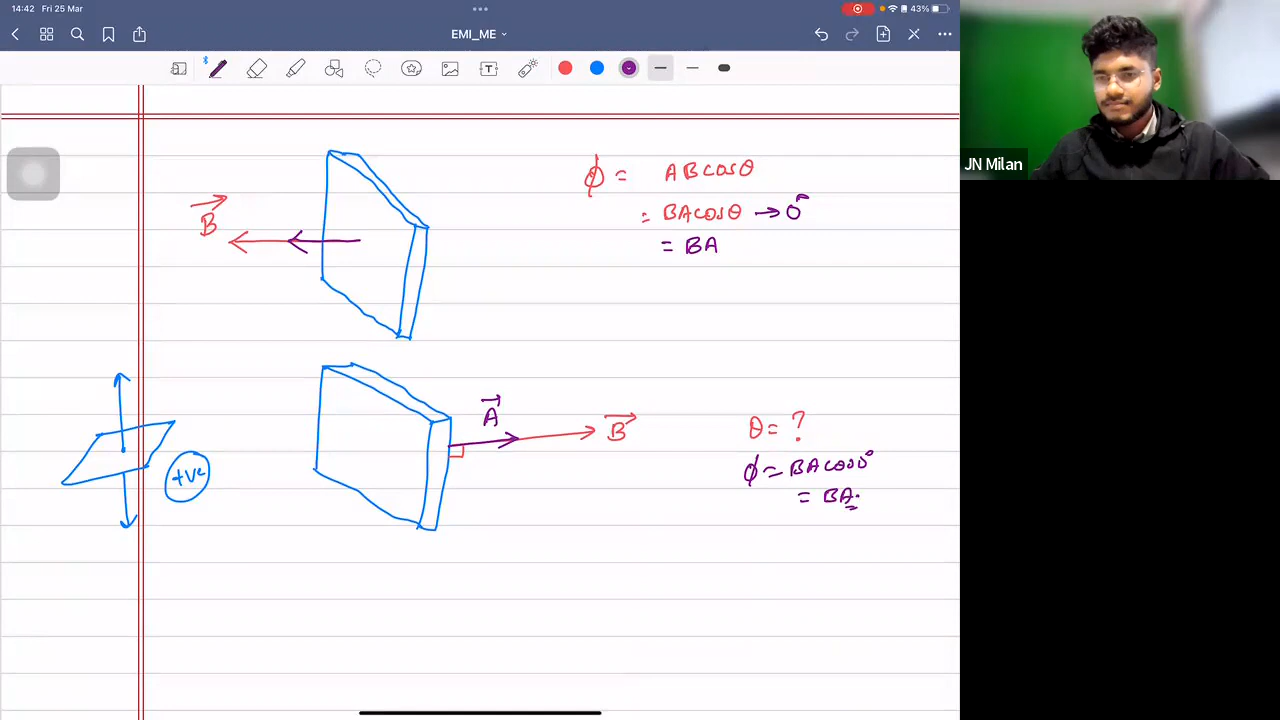 14:42 Fri 25 Mar
43%
EMI_ME
JN Milan
ϕ = ABcosθ
= BAcosθ → 0°
= BA
B⃗
A⃗
B⃗
θ = ?
ϕ = BAcos0°
= BA.
+ve